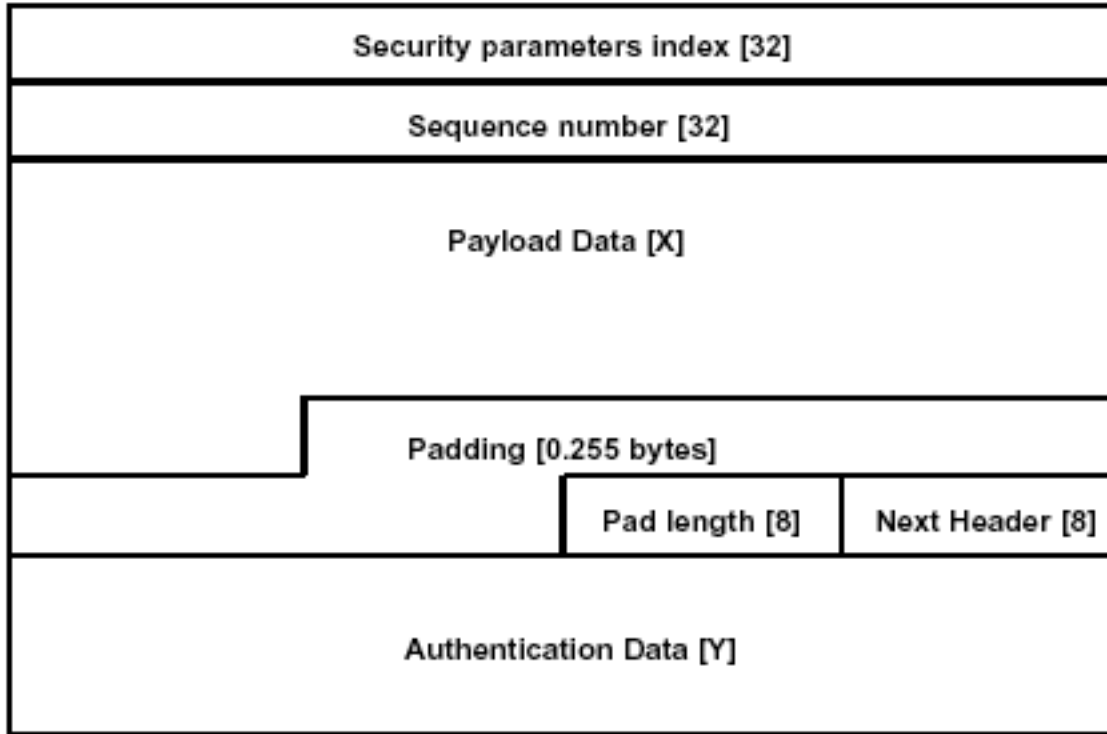 Security parameters index [32]
Sequence number [32]
Payload Data [X]
Padding [0.255 bytes]
Pad length [8]
Next Header [8]
Authentication Data [Y]